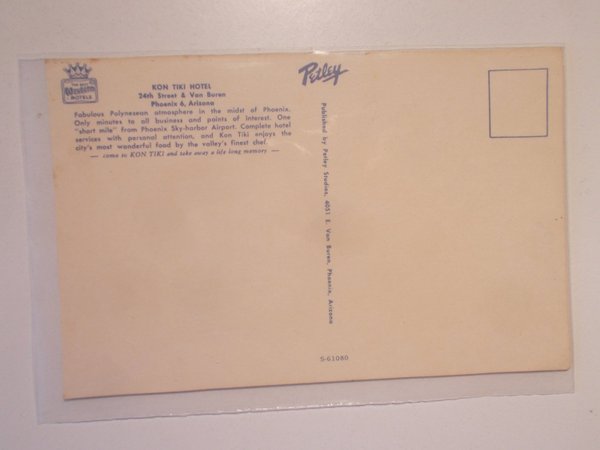 THE BEST
Western
MOTELS
KON TIKI HOTEL
24th Street & Van Buren
Phoenix 6, Arizona
Fabulous Polynesean atmosphere in the midst of Phoenix.
Only minutes to all business and points of interest. One
"short mile" from Phoenix Sky-harbor Airport. Complete hotel
services with personal attention, and Kon Tiki enjoys the
city's most wonderful food by the valley's finest chef.
— come to KON TIKI and take away a life long memory —
Petley
Published by Petley Studios, 4051 E. Van Buren, Phoenix, Arizona
S-61080